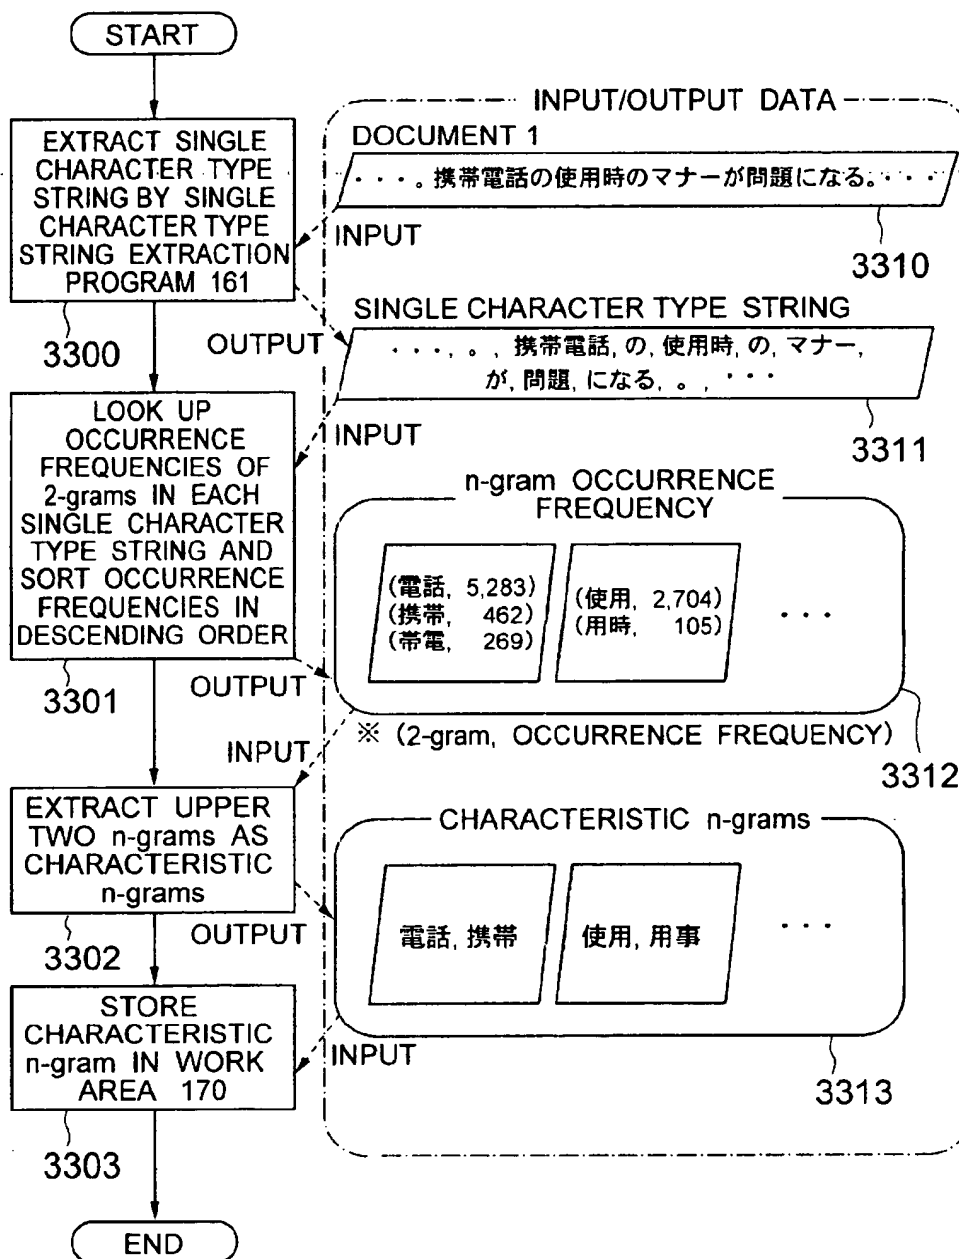 START
EXTRACT SINGLE
CHARACTER TYPE
STRING BY SINGLE
CHARACTER TYPE
STRING EXTRACTION
PROGRAM 161
3300
LOOK UP
OCCURRENCE
FREQUENCIES OF
2-grams IN EACH
SINGLE CHARACTER
TYPE STRING AND
SORT OCCURRENCE
FREQUENCIES IN
DESCENDING ORDER
3301
EXTRACT UPPER
TWO n-grams AS
CHARACTERISTIC
n-grams
3302
STORE
CHARACTERISTIC
n-gram IN WORK
AREA 170
3303
END
INPUT/OUTPUT DATA
DOCUMENT 1
・・・。携帯電話の使用時のマナーが問題になる。・・・
INPUT
3310
SINGLE CHARACTER TYPE STRING
OUTPUT
・・・, 。, 携帯電話, の, 使用時, の, マナー,
が, 問題, になる, 。, ・・・
INPUT
3311
n-gram OCCURRENCE
FREQUENCY
(電話, 5,283)
(携帯, 462)
(帯電, 269)
(使用, 2,704)
(用時, 105)
・・・
OUTPUT
※ (2-gram, OCCURRENCE FREQUENCY)
INPUT
3312
CHARACTERISTIC n-grams
電話, 携帯
使用, 用事
・・・
OUTPUT
INPUT
3313